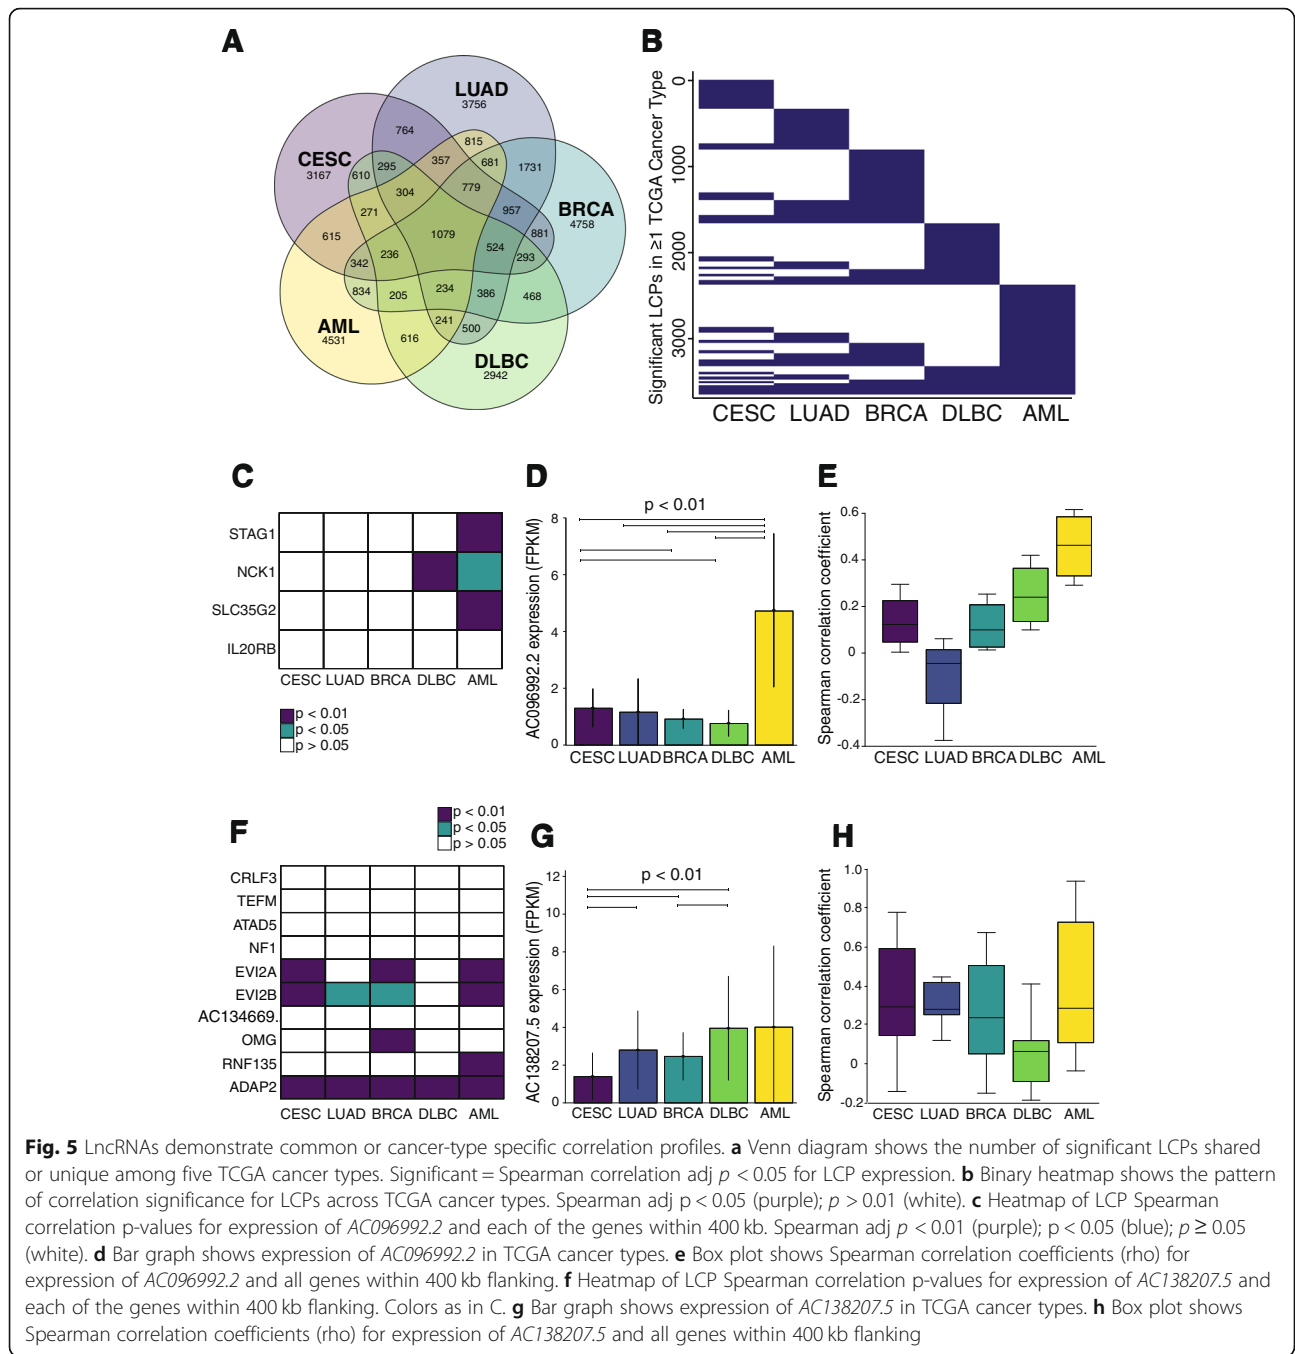 A
LUAD
3756
764
815
CESC
3167
610
295
357
681
1731
304
779
271
957
BRCA
4758
615
1079
881
342
236
524
293
834
205
234
386
468
AML
4531
241
500
616
DLBC
2942
B
Significant LCPs in ≥1 TCGA Cancer Type
0
1000
2000
3000
CESC LUAD BRCA DLBC AML
C
STAG1
NCK1
SLC35G2
IL20RB
CESC LUAD BRCA DLBC AML
p < 0.01
p < 0.05
p > 0.05
D
p < 0.01
AC096992.2 expression (FPKM)
8
6
4
2
0
CESC LUAD BRCA DLBC AML
E
Spearman correlation coefficient
0.6
0.4
0.2
0
-0.2
-0.4
CESC LUAD BRCA DLBC AML
F
p < 0.01
p < 0.05
p > 0.05
CRLF3
TEFM
ATAD5
NF1
EVI2A
EVI2B
AC134669.
OMG
RNF135
ADAP2
CESC LUAD BRCA DLBC AML
G
p < 0.01
AC138207.5 expression (FPKM)
12
10
8
6
4
2
0
CESC LUAD BRCA DLBC AML
H
Spearman correlation coefficient
1.0
0.8
0.6
0.4
0.2
0
-0.2
CESC LUAD BRCA DLBC AML
Fig. 5 LncRNAs demonstrate common or cancer-type specific correlation profiles. a Venn diagram shows the number of significant LCPs shared
or unique among five TCGA cancer types. Significant = Spearman correlation adj p < 0.05 for LCP expression. b Binary heatmap shows the pattern
of correlation significance for LCPs across TCGA cancer types. Spearman adj p < 0.05 (purple); p > 0.01 (white). c Heatmap of LCP Spearman
correlation p-values for expression of AC096992.2 and each of the genes within 400 kb. Spearman adj p < 0.01 (purple); p < 0.05 (blue); p ≥ 0.05
(white). d Bar graph shows expression of AC096992.2 in TCGA cancer types. e Box plot shows Spearman correlation coefficients (rho) for
expression of AC096992.2 and all genes within 400 kb flanking. f Heatmap of LCP Spearman correlation p-values for expression of AC138207.5 and
each of the genes within 400 kb flanking. Colors as in C. g Bar graph shows expression of AC138207.5 in TCGA cancer types. h Box plot shows
Spearman correlation coefficients (rho) for expression of AC138207.5 and all genes within 400 kb flanking